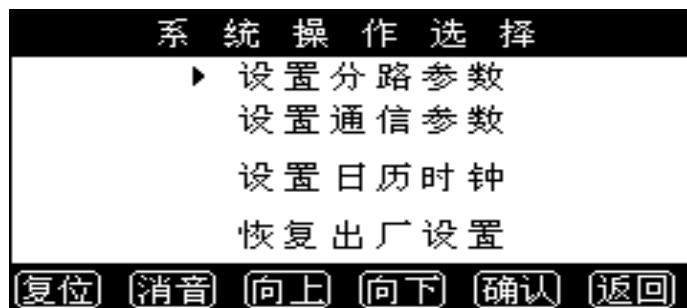 系统操作选择
▶ 设置分路参数
设置通信参数
设置日历时钟
恢复出厂设置
复位 消音 向上 向下 确认 返回